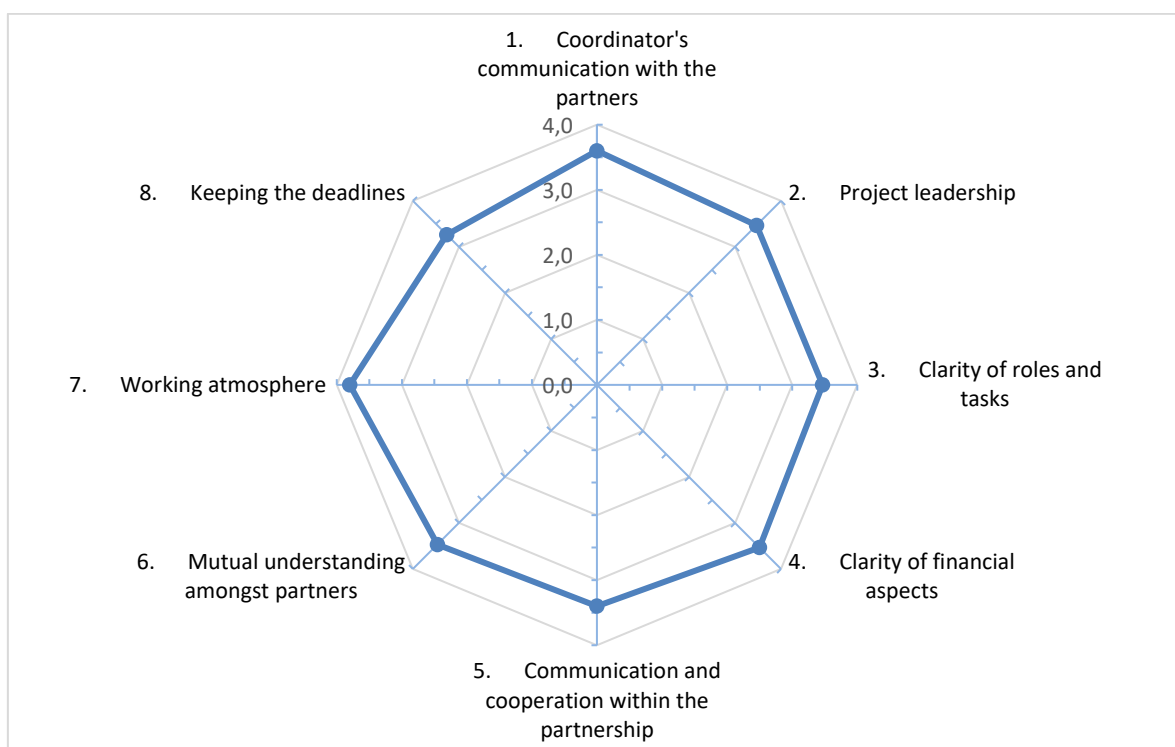 1. Coordinator's
communication with the
partners
4,0
3,0
2,0
1,0
0,0
2. Project leadership
3. Clarity of roles and
tasks
4. Clarity of financial
aspects
5. Communication and
cooperation within the
partnership
6. Mutual understanding
amongst partners
7. Working atmosphere
8. Keeping the deadlines